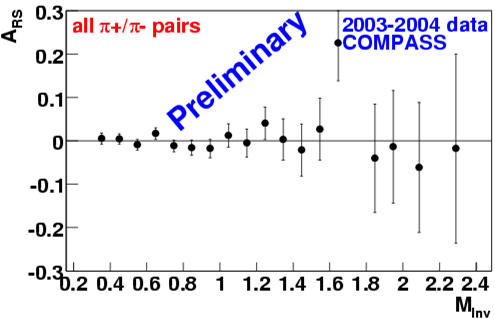 A_RS
0.3
all π+/π- pairs
2003-2004 data
COMPASS
Preliminary
0.2
0.1
0
-0.1
-0.2
-0.3
0.2 0.4 0.6 0.8 1 1.2 1.4 1.6 1.8 2 2.2 2.4
M_Inv